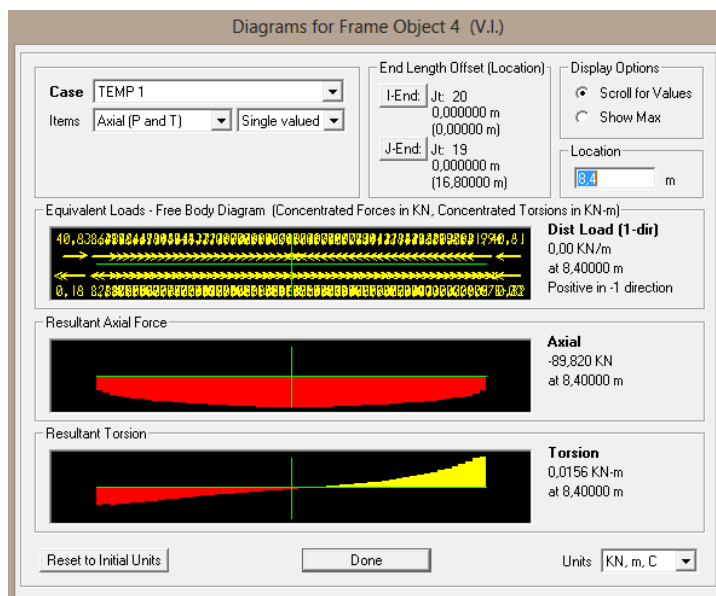 Diagrams for Frame Object 4 (V.I.)
Case TEMP 1
Items Axial (P and T) Single valued
End Length Offset (Location)
I-End: Jt: 20
0,000000 m
(0,00000 m)
J-End: Jt: 19
0,000000 m
(16,80000 m)
Display Options
Scroll for Values
Show Max
Location
8,4 m
Equivalent Loads - Free Body Diagram (Concentrated Forces in KN, Concentrated Torsions in KN-m)
Dist Load (1-dir)
0,00 KN/m
at 8,40000 m
Positive in -1 direction
Resultant Axial Force
Axial
-89,820 KN
at 8,40000 m
Resultant Torsion
Torsion
0,0156 KN-m
at 8,40000 m
Reset to Initial Units
Done
Units KN, m, C